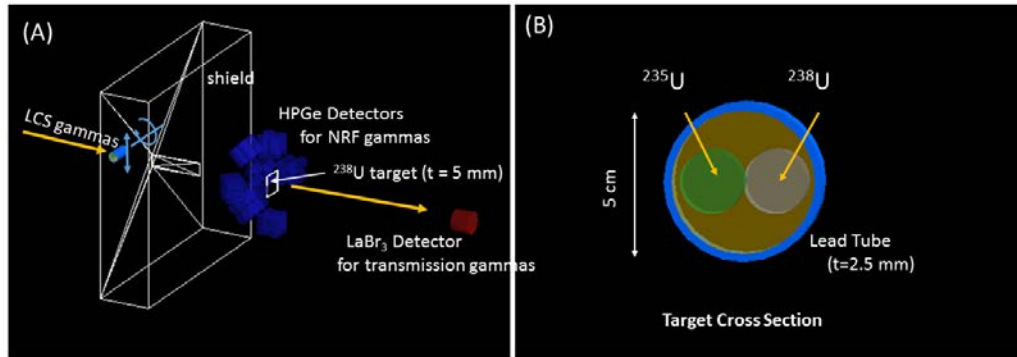 (A)
shield
LCS gammas
HPGe Detectors
for NRF gammas
²³⁸U target (t = 5 mm)
LaBr₃ Detector
for transmission gammas
(B)
²³⁵U
²³⁸U
5 cm
Lead Tube
(t=2.5 mm)
Target Cross Section